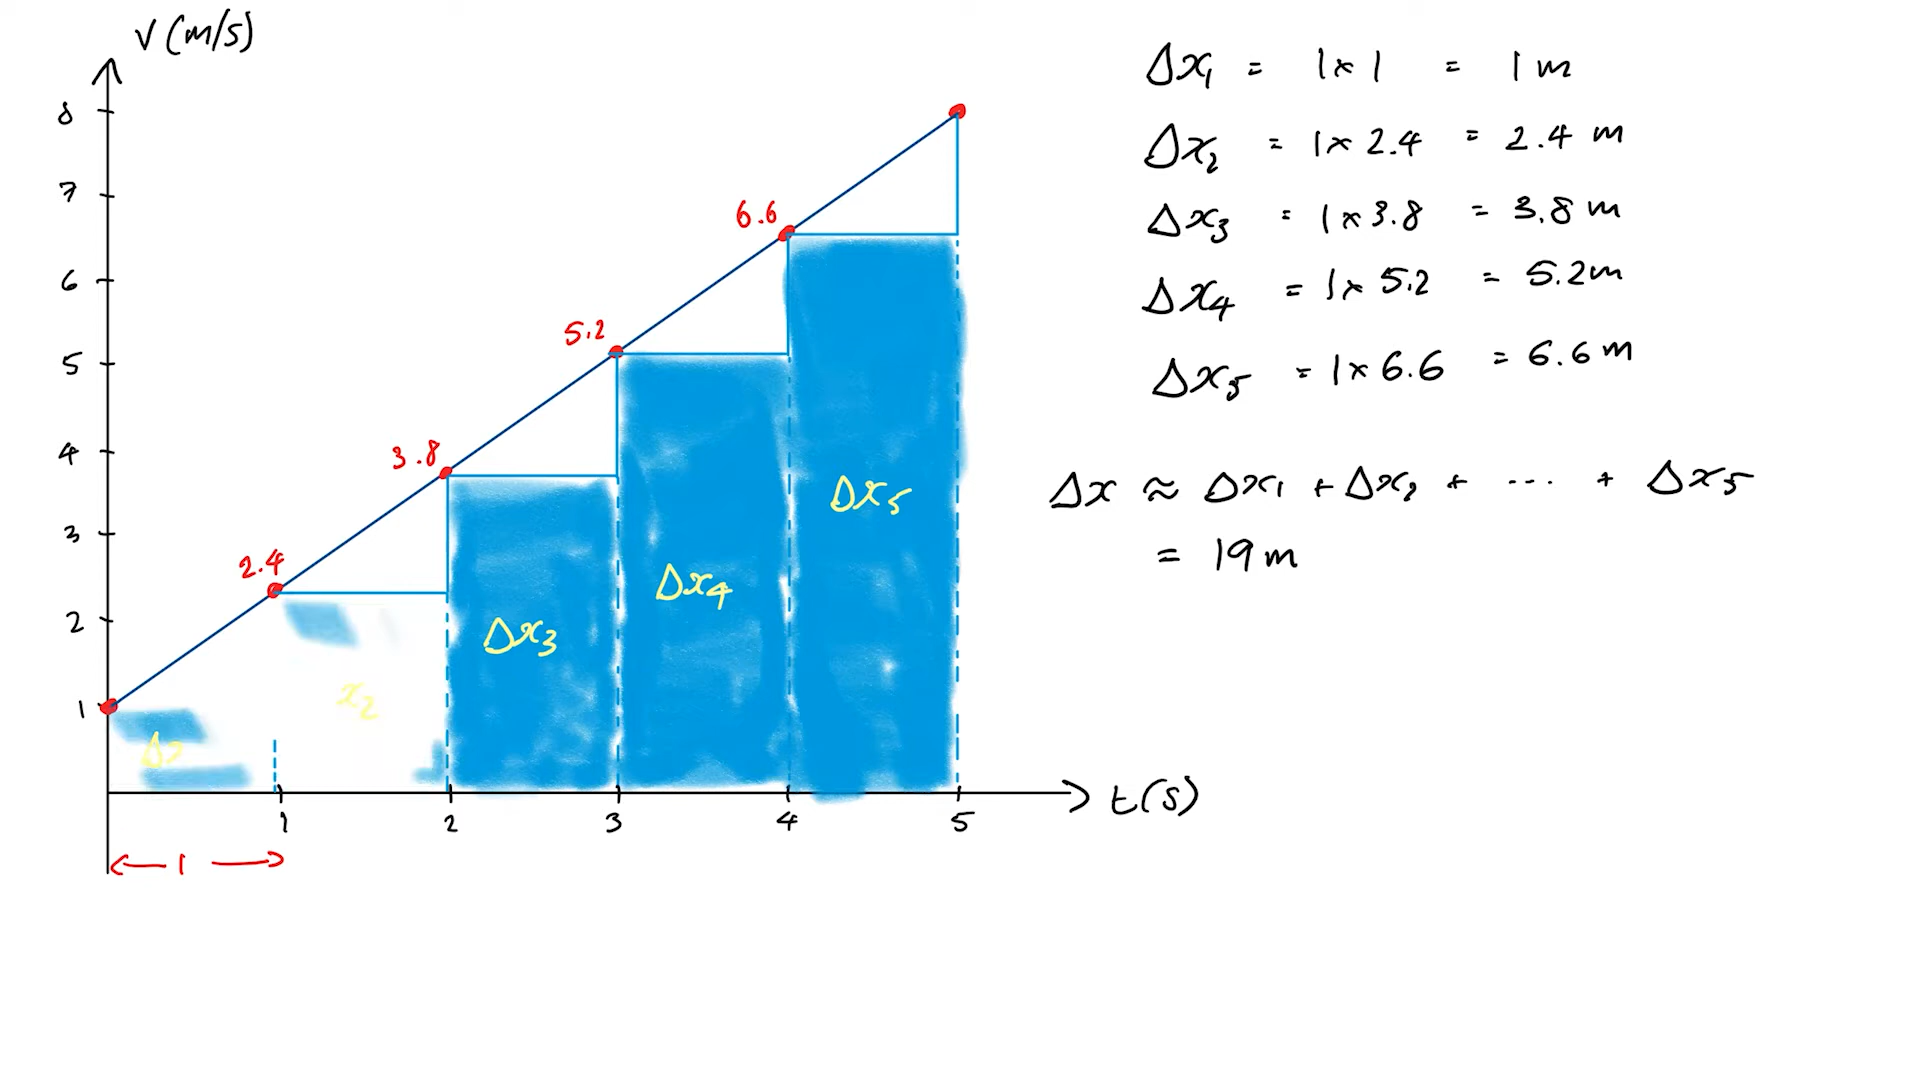 v (m/s)
8
7
6
5
4
3
2
1
6.6
5.2
3.8
2.4
Δx5
Δx4
Δx3
x2
Δ
1 2 3 4 5
t(s)
1
Δx1 = 1×1 = 1 m
Δx2 = 1×2.4 = 2.4 m
Δx3 = 1×3.8 = 3.8 m
Δx4 = 1×5.2 = 5.2m
Δx5 = 1×6.6 = 6.6 m
Δx ≈ Δx1 + Δx2 + ... + Δx5
= 19 m